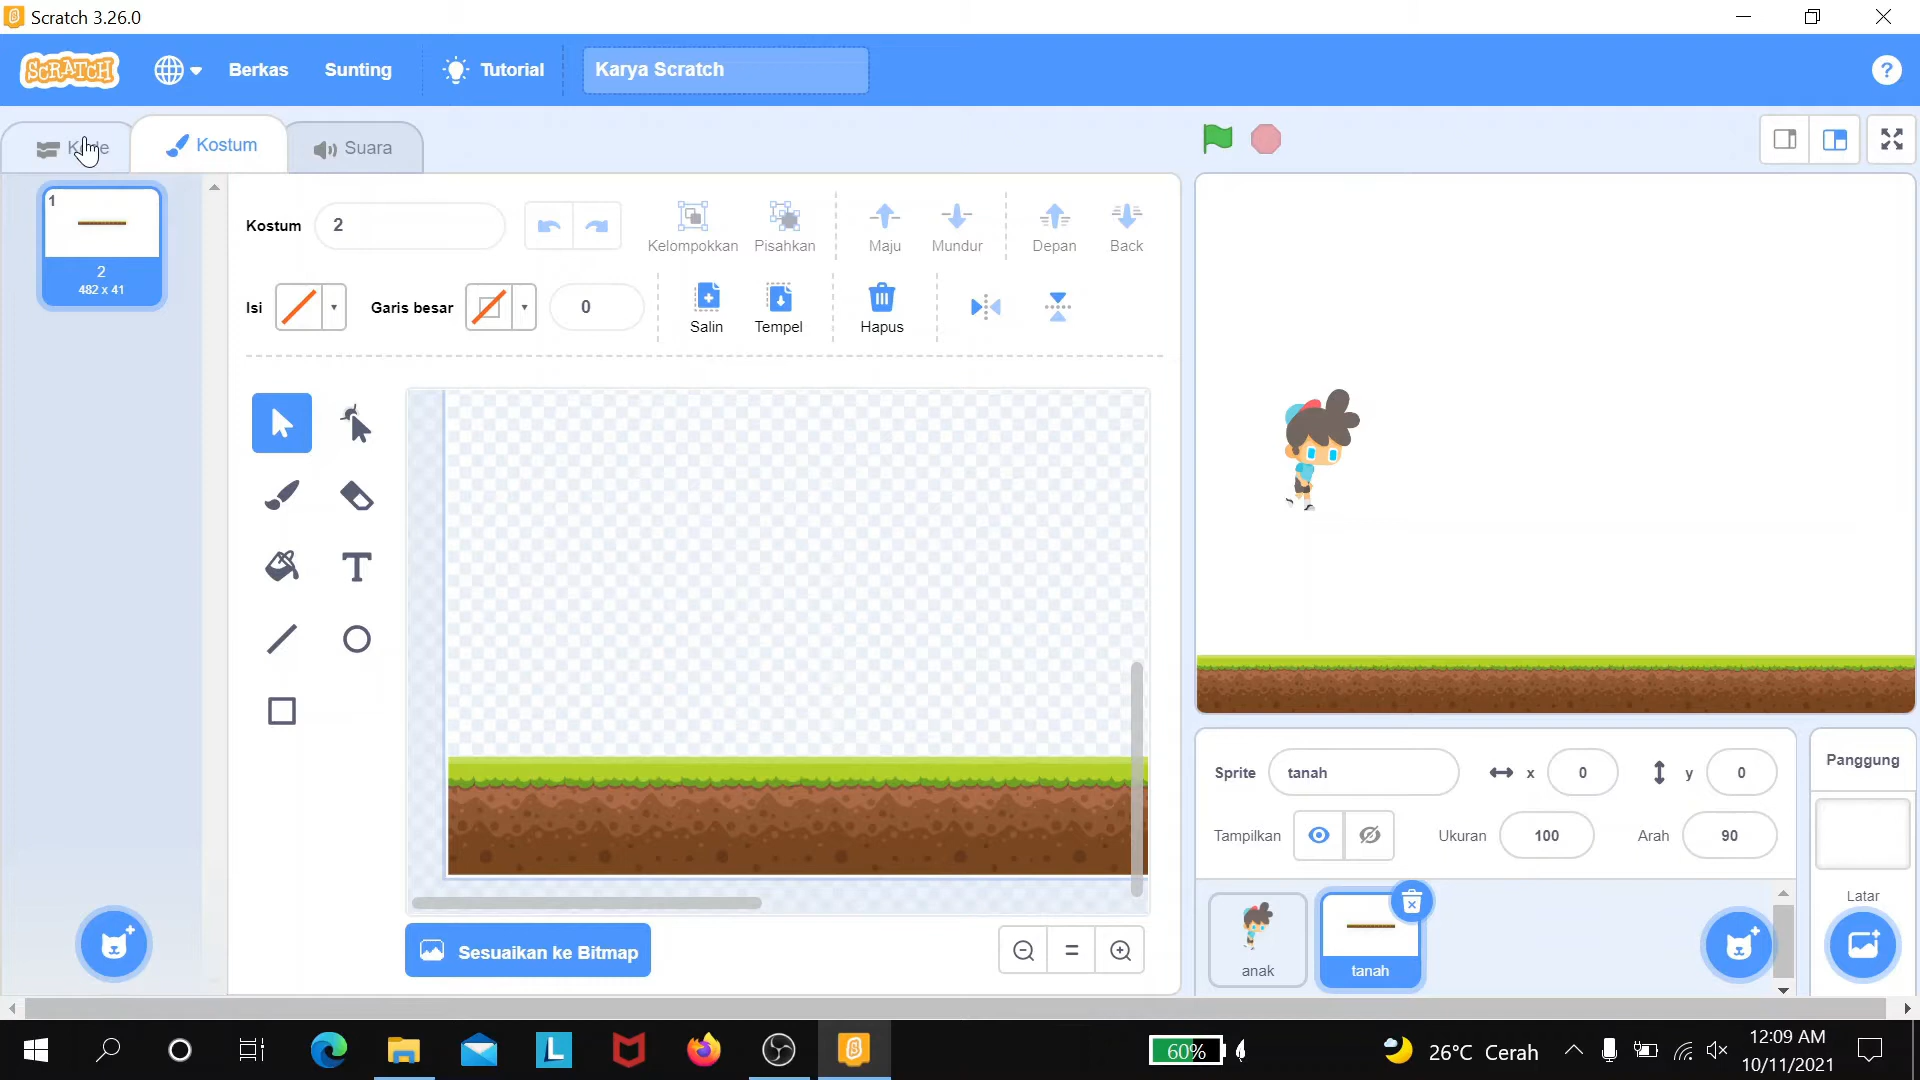 Scratch 3.26.0
SCRATCH
Berkas
Sunting
Tutorial
Karya Scratch
?
Kostum
Suara
1
2
482 x 41
Kostum
2
Kelompokkan
Pisahkan
Maju
Mundur
Depan
Back
Isi
Garis besar
0
Salin
Tempel
Hapus
T
Sesuaikan ke Bitmap
Sprite
tanah
x
0
y
0
Tampilkan
Ukuran
100
Arah
90
anak
tanah
Panggung
Latar
60%
26°C Cerah
12:09 AM
10/11/2021